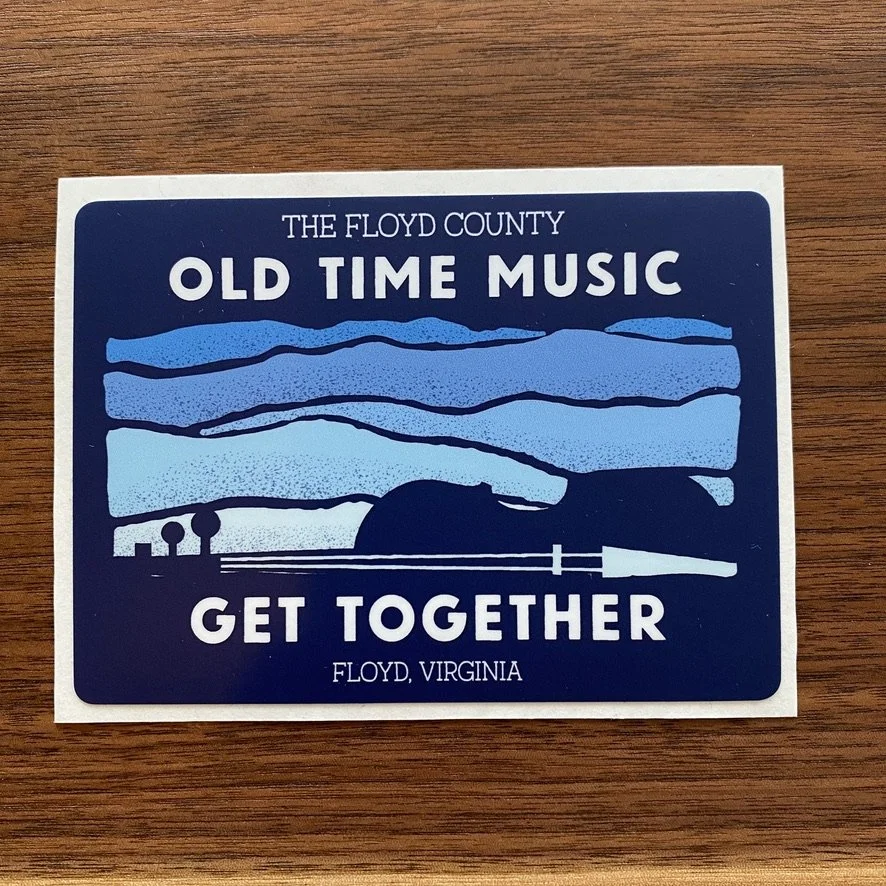 THE FLOYD COUNTY
OLD TIME MUSIC
GET TOGETHER
FLOYD, VIRGINIA